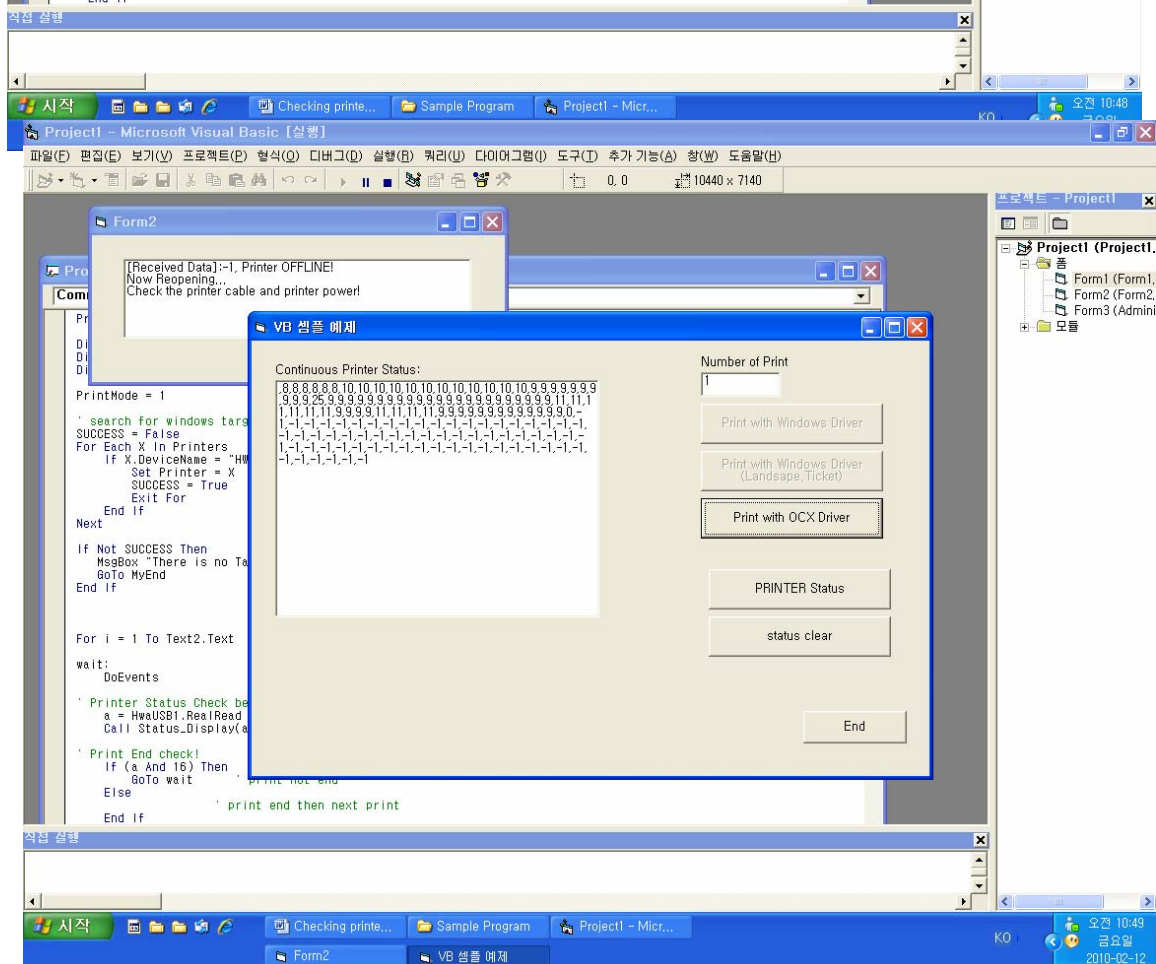 End If
직접 실행
시작
Checking printe...
Sample Program
Project1 - Micr...
KO
오전 10:48
Project1 - Microsoft Visual Basic [실행]
파일(F) 편집(E) 보기(V) 프로젝트(P) 형식(O) 디버그(D) 실행(R) 쿼리(U) 다이어그램(I) 도구(T) 추가 기능(A) 창(W) 도움말(H)
0, 0
10440 x 7140
프로젝트 - Project1
Form2
[Received Data]:-1, Printer OFFLINE!
Now Reopening...
Check the printer cable and printer power!
Project1 (Project1.
폼
Form1 (Form1,
Form2 (Form2,
Form3 (Admini
모듈
Pro
Com
Pr
Di
Di
Di
PrintMode = 1
' search for windows targ
SUCCESS = False
For Each X In Printers
If X.DeviceName = "HW
Set Printer = X
SUCCESS = True
Exit For
End If
Next
If Not SUCCESS Then
MsgBox "There is no Ta
GoTo MyEnd
End If
For i = 1 To Text2.Text
wait:
DoEvents
' Printer Status Check be
a = HwaUSB1.RealRead
Call Status_Display(a
' Print End check!
If (a And 16) Then
GoTo wait ' print not end
Else
' print end then next print
End If
VB 셈플 예제
Continuous Printer Status:
,8,8,8,8,8,8,10,10,10,10,10,10,10,10,10,10,10,10,9,9,9,9,9,9,9
,9,9,9,25,9,9,9,9,9,9,9,9,9,9,9,9,9,9,9,9,9,9,9,9,9,9,11,11,1
1,11,11,11,9,9,9,9,11,11,11,11,9,9,9,9,9,9,9,9,9,9,9,9,9,0,-
1,-1,-1,-1,-1,-1,-1,-1,-1,-1,-1,-1,-1,-1,-1,-1,-1,-1,-1,
-1,-1,-1,-1,-1,-1,-1,-1,-1,-1,-1,-1,-1,-1,-1,-1,-1,-1,-
1,-1,-1,-1,-1,-1,-1,-1,-1,-1,-1,-1,-1,-1,-1,-1,-1,-1,-1,
-1,-1,-1,-1,-1,-1
Number of Print
1
Print with Windows Driver
Print with Windows Driver
(Landsape,Ticket)
Print with OCX Driver
PRINTER Status
status clear
End
직접 실행
시작
Checking printe...
Sample Program
Project1 - Micr...
Form2
VB 셈플 예제
KO
오전 10:49
금요일
2010-02-12